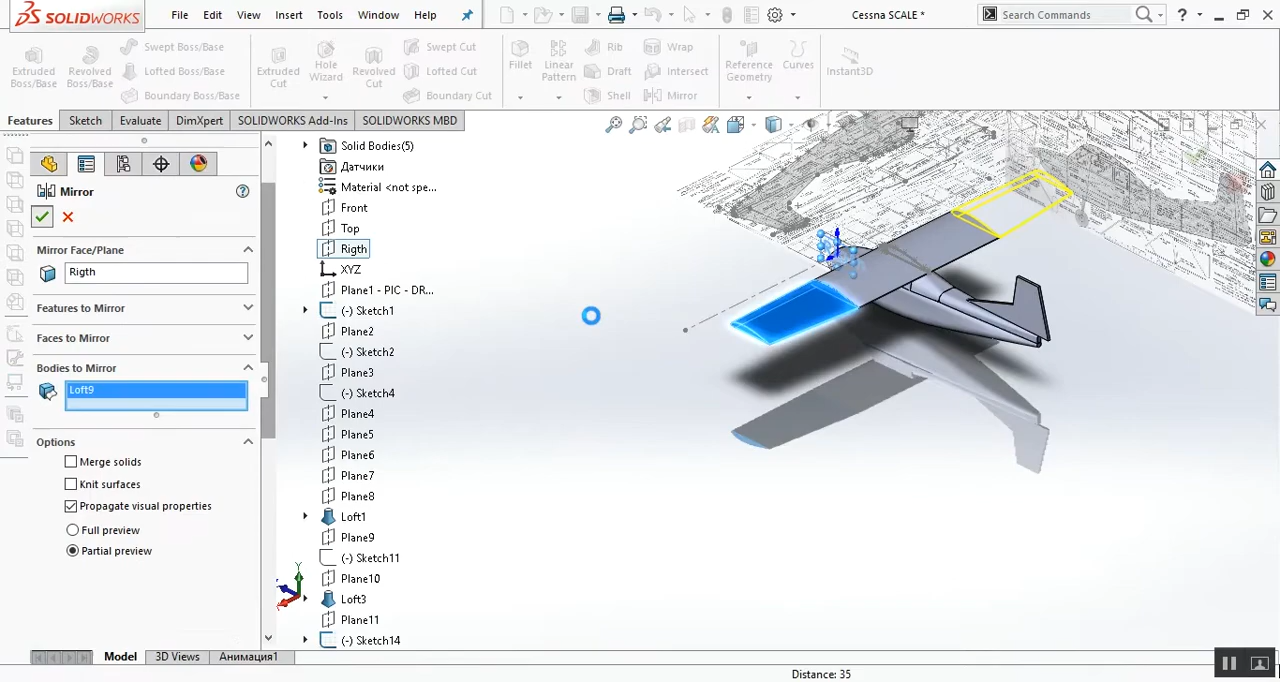 DS SOLIDWORKS
File Edit View Insert Tools Window Help
Cessna SCALE *
Search Commands
?
Extruded Boss/Base
Revolved Boss/Base
Swept Boss/Base
Lofted Boss/Base
Boundary Boss/Base
Extruded Cut
Hole Wizard
Revolved Cut
Swept Cut
Lofted Cut
Boundary Cut
Fillet
Linear Pattern
Rib
Draft
Shell
Wrap
Intersect
Mirror
Reference Geometry
Curves
Instant3D
Features Sketch Evaluate DimXpert SOLIDWORKS Add-Ins SOLIDWORKS MBD
Mirror
?
Mirror Face/Plane
Rigth
Features to Mirror
Faces to Mirror
Bodies to Mirror
Loft9
Options
Merge solids
Knit surfaces
Propagate visual properties
Full preview
Partial preview
Solid Bodies(5)
Датчики
Material <not spe...
Front
Top
Rigth
XYZ
Plane1 - PIC - DR...
(-) Sketch1
Plane2
(-) Sketch2
Plane3
(-) Sketch4
Plane4
Plane5
Plane6
Plane7
Plane8
Loft1
Plane9
(-) Sketch11
Plane10
Loft3
Plane11
(-) Sketch14
Y
Model 3D Views Анимация1
Distance: 35